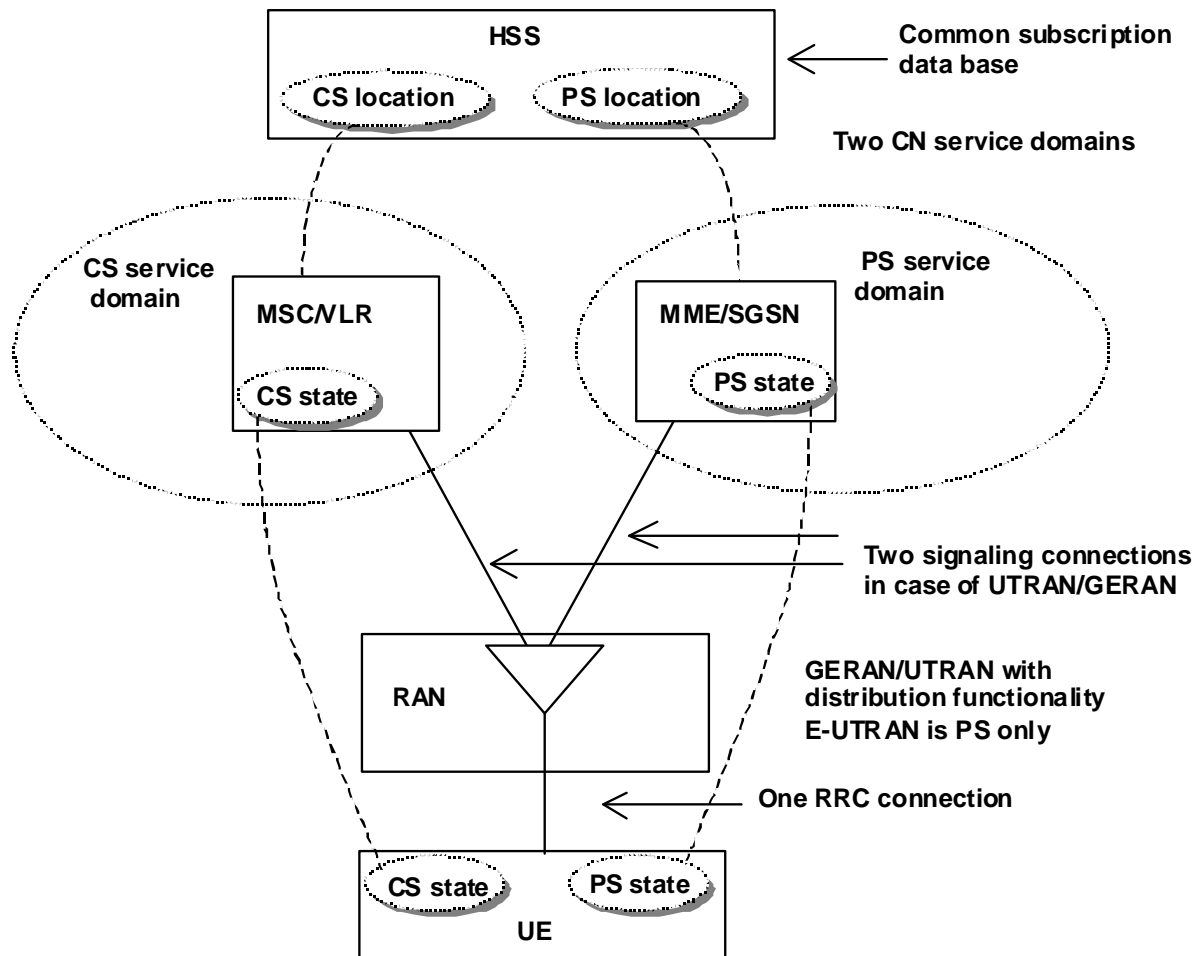 HSS
Common subscription
data base
CS location
PS location
Two CN service domains
CS service
domain
PS service
domain
MSC/VLR
MME/SGSN
CS state
PS state
Two signaling connections
in case of UTRAN/GERAN
RAN
GERAN/UTRAN with
distribution functionality
E-UTRAN is PS only
One RRC connection
CS state
PS state
UE